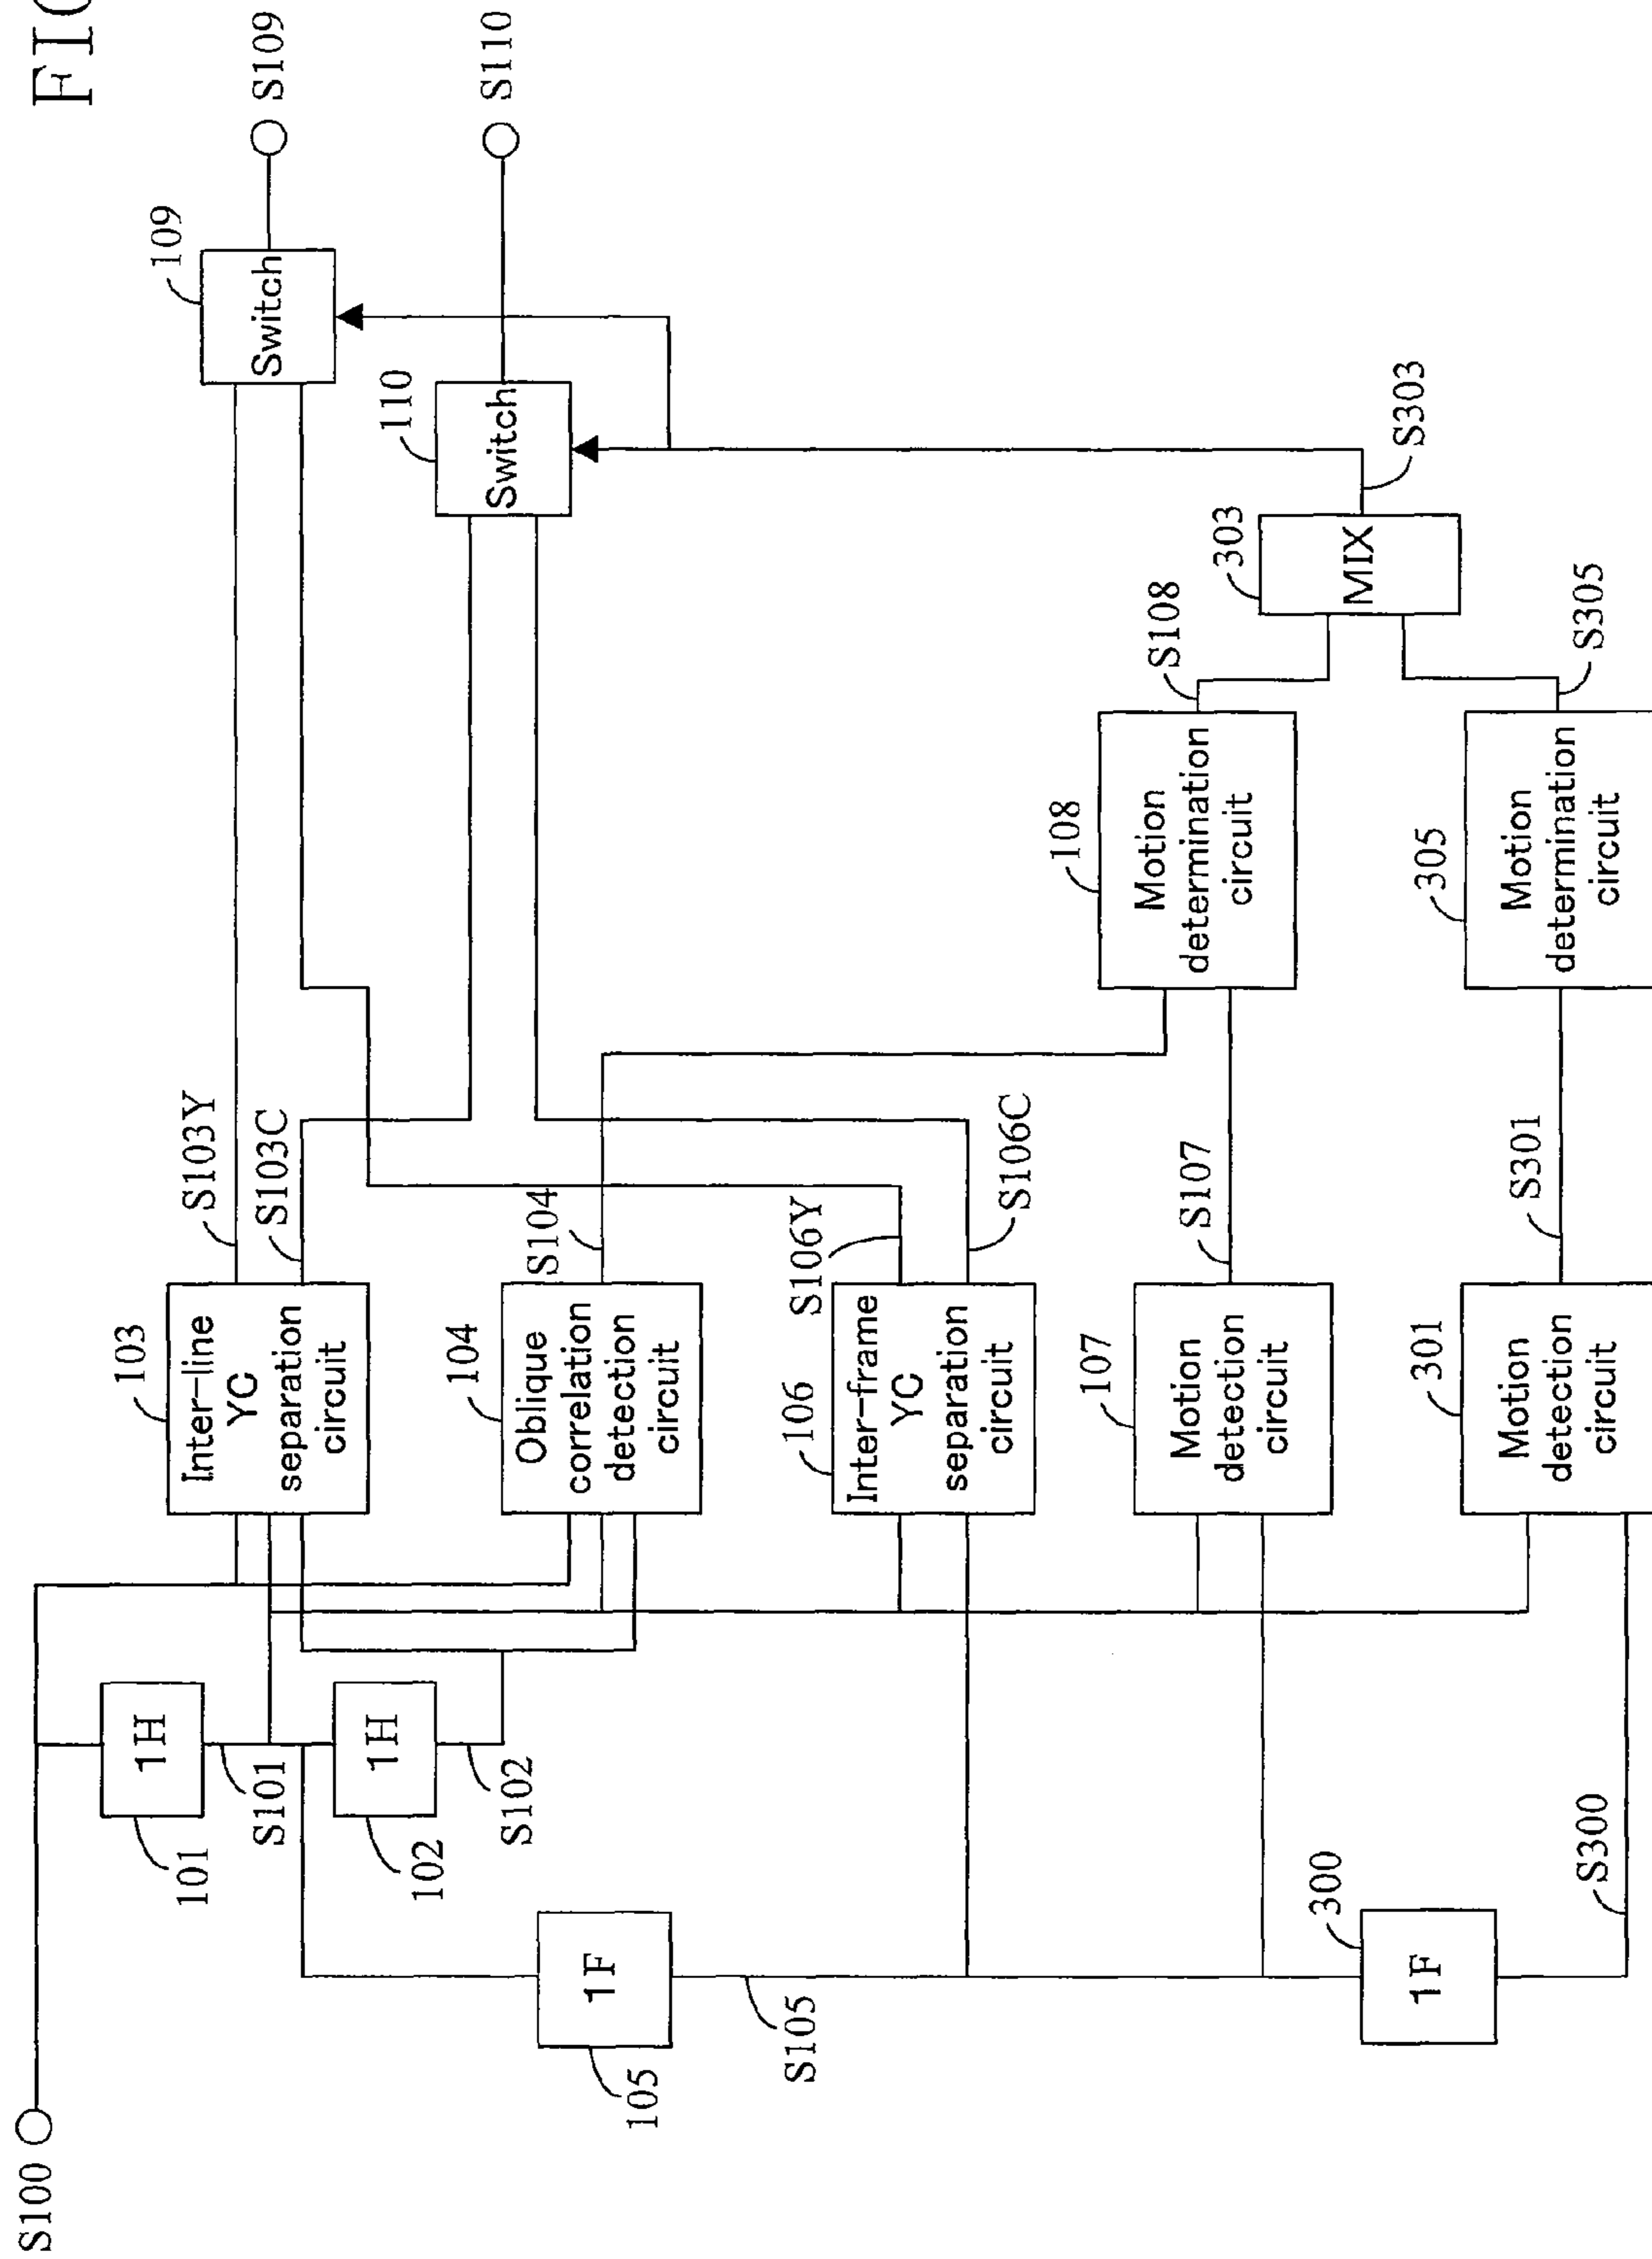 FIG
S100
101
1H
S101
102
1H
S102
105
1F
S105
300
1F
S300
103
Inter-line
YC
separation
circuit
S103Y
S103C
104
Oblique
correlation
detection
circuit
S104
106
Inter-frame
YC
separation
circuit
S106Y
S106C
107
Motion
detection
circuit
S107
301
Motion
detection
circuit
S301
108
Motion
determination
circuit
S108
305
Motion
determination
circuit
S305
303
MIX
S303
110
Switch
S110
109
Switch
S109